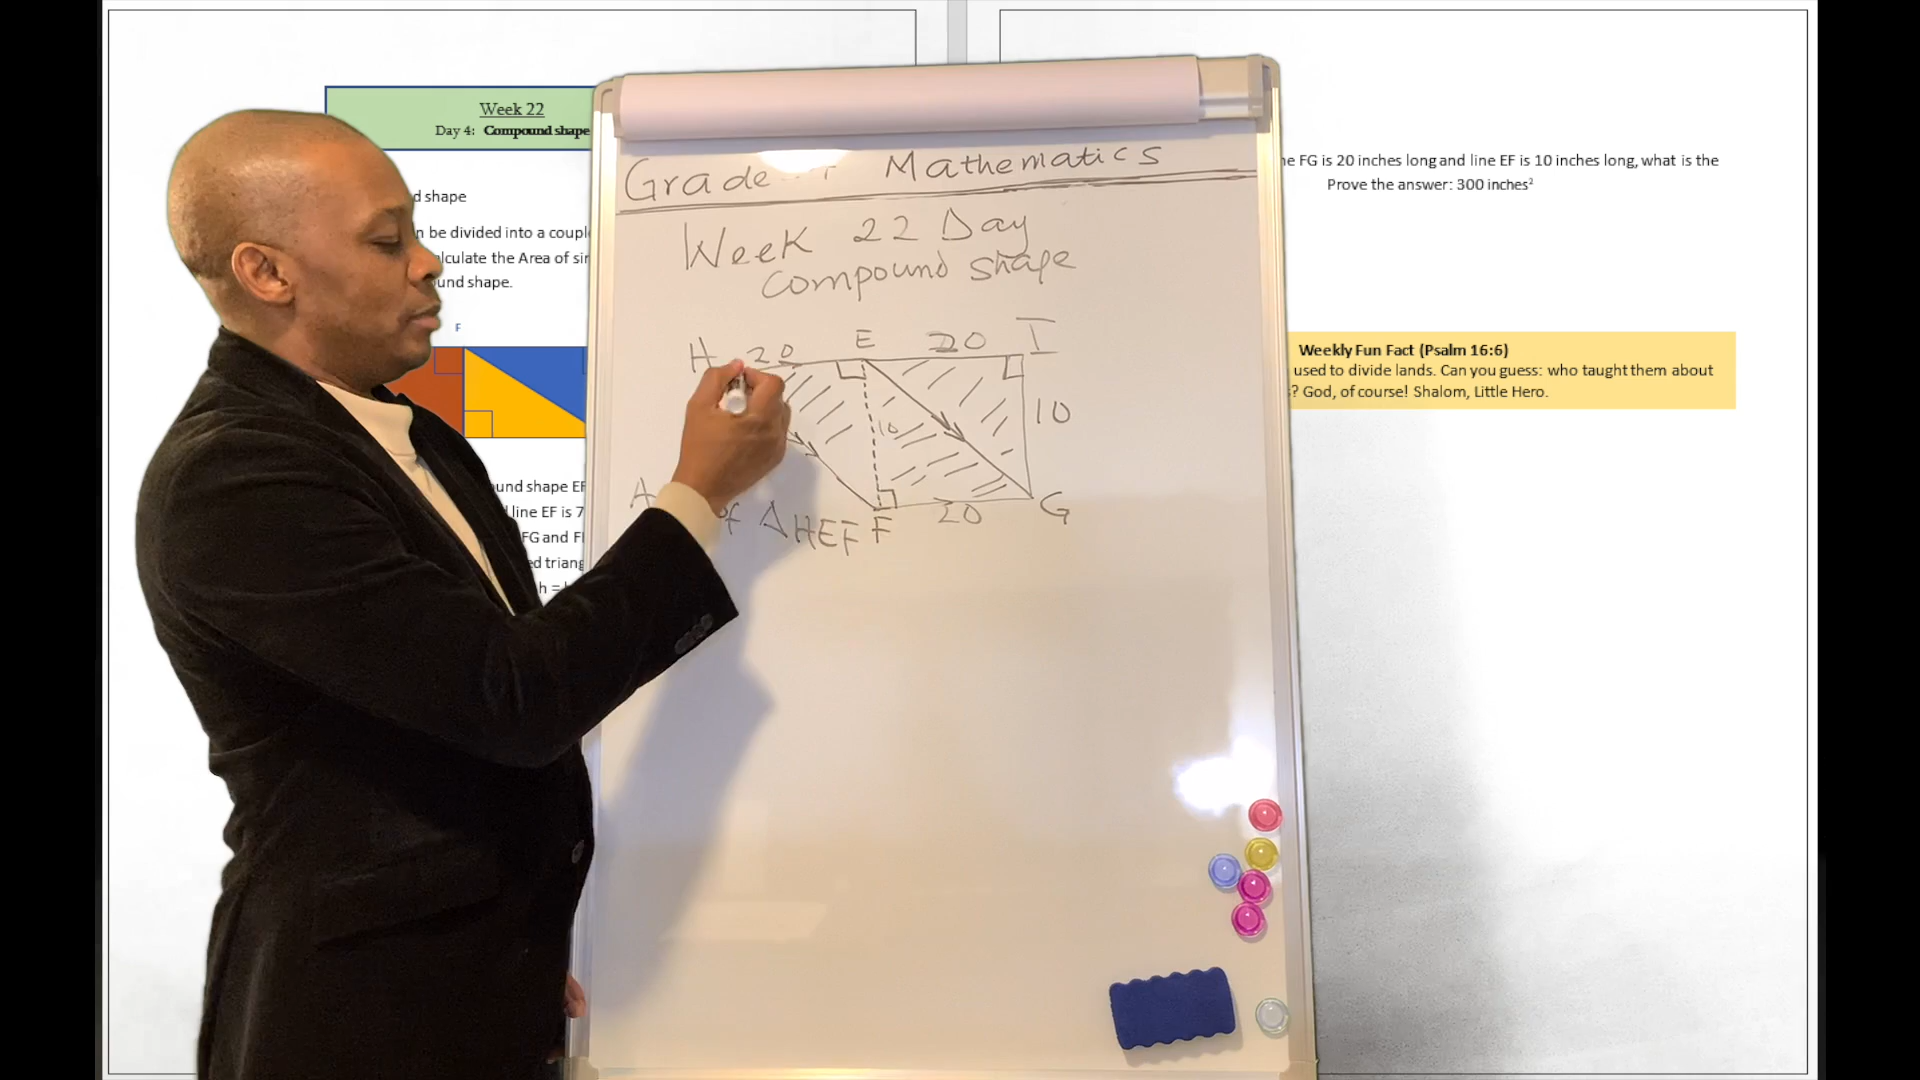 Week 22
Day 4: Compound shape
d shape
n be divided into a coupl
lculate the Area of sir
und shape.
F
und shape EF
line EF is 7
FG and FI
ed triang
h =
Grade Mathematics
Week 22 Day
Compound shape
H 20 E 20 I
10 10
F 20 G
A of △HEF
e FG is 20 inches long and line EF is 10 inches long, what is the
Prove the answer: 300 inches²
Weekly Fun Fact (Psalm 16:6)
used to divide lands. Can you guess: who taught them about
? God, of course! Shalom, Little Hero.